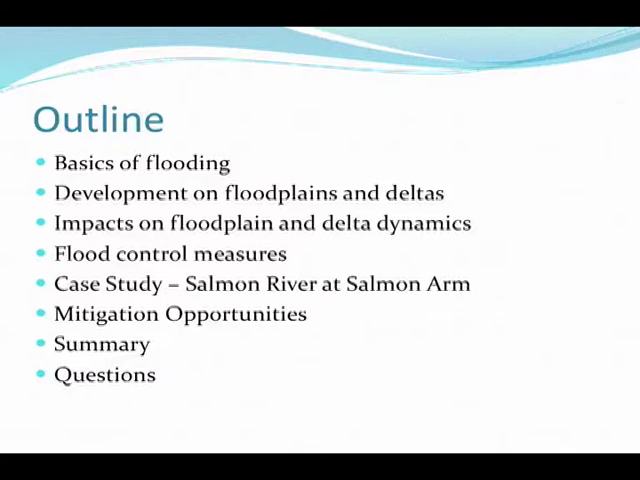 Outline
Basics of flooding
Development on floodplains and deltas
Impacts on floodplain and delta dynamics
Flood control measures
Case Study – Salmon River at Salmon Arm
Mitigation Opportunities
Summary
Questions